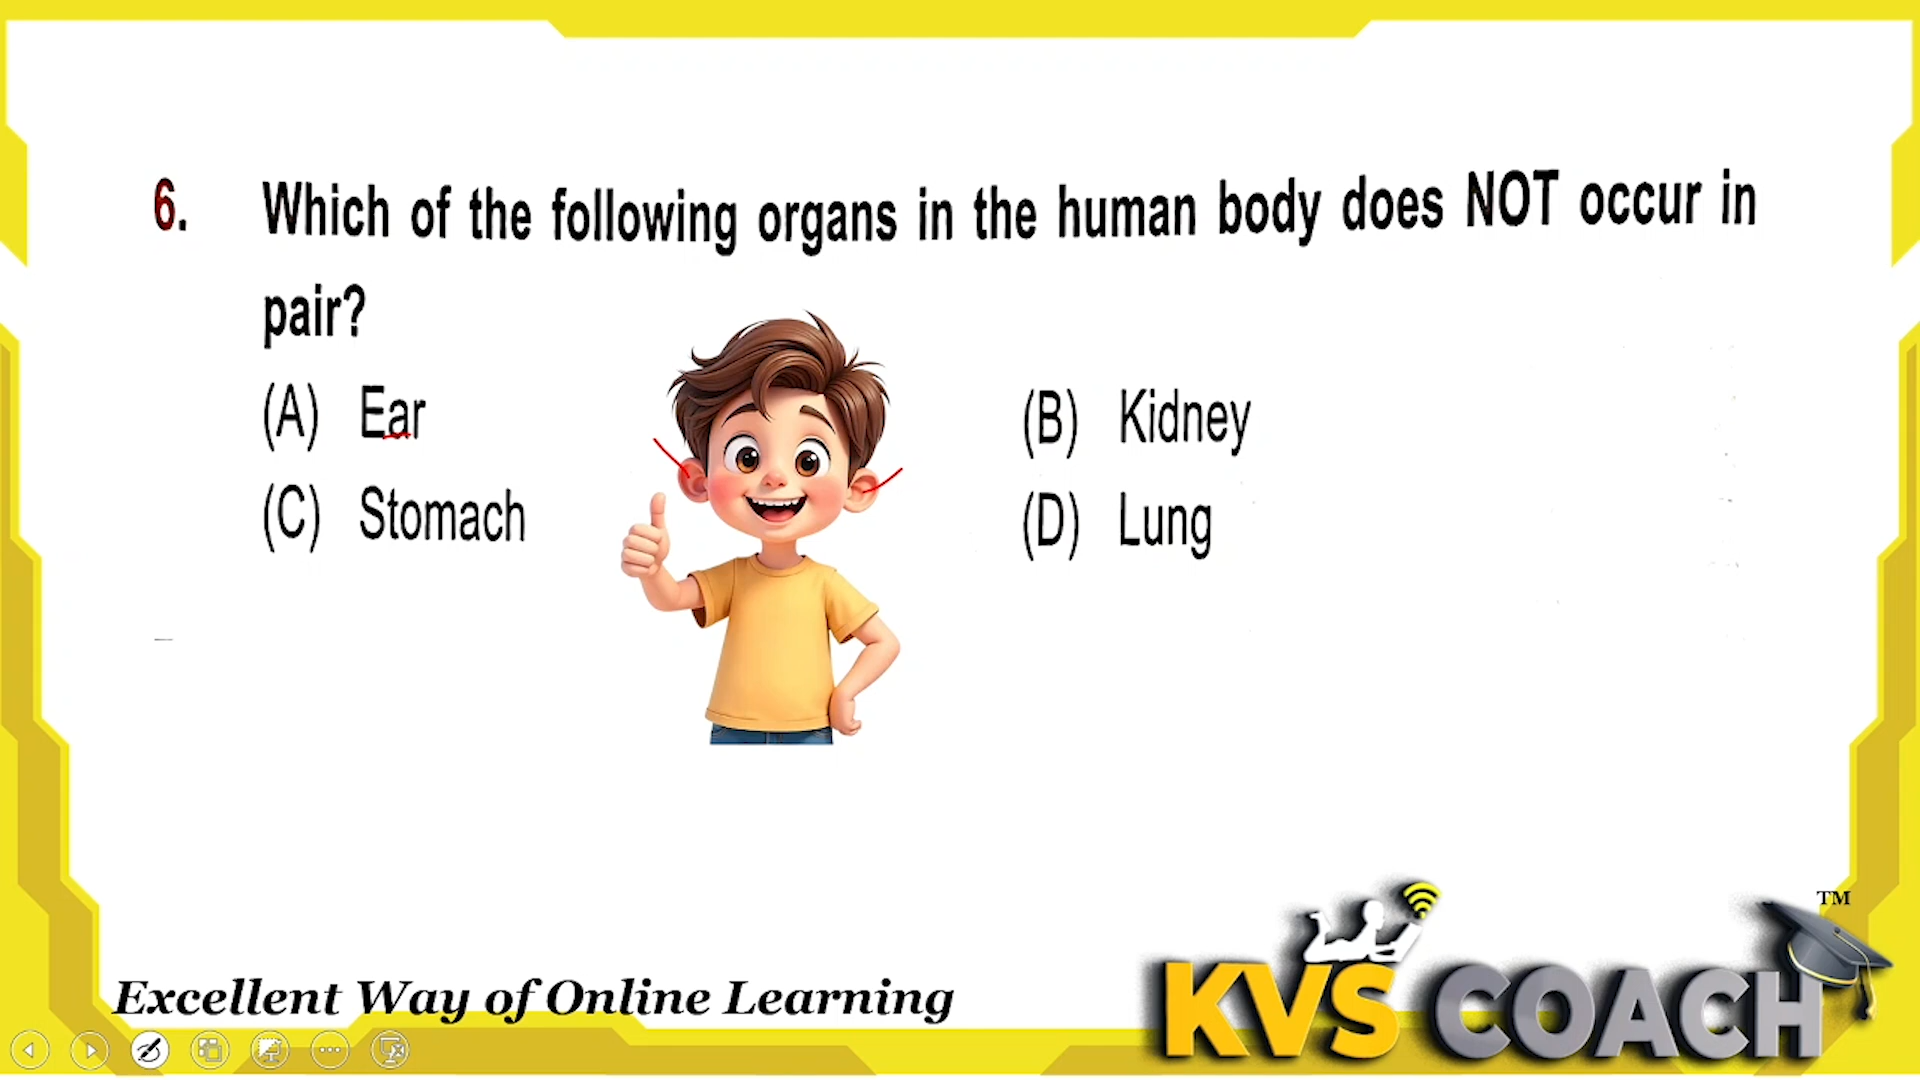 6. Which of the following organs in the human body does NOT occur in
pair?
(A) Ear (B) Kidney
(C) Stomach (D) Lung
Excellent Way of Online Learning
KVS COACH TM